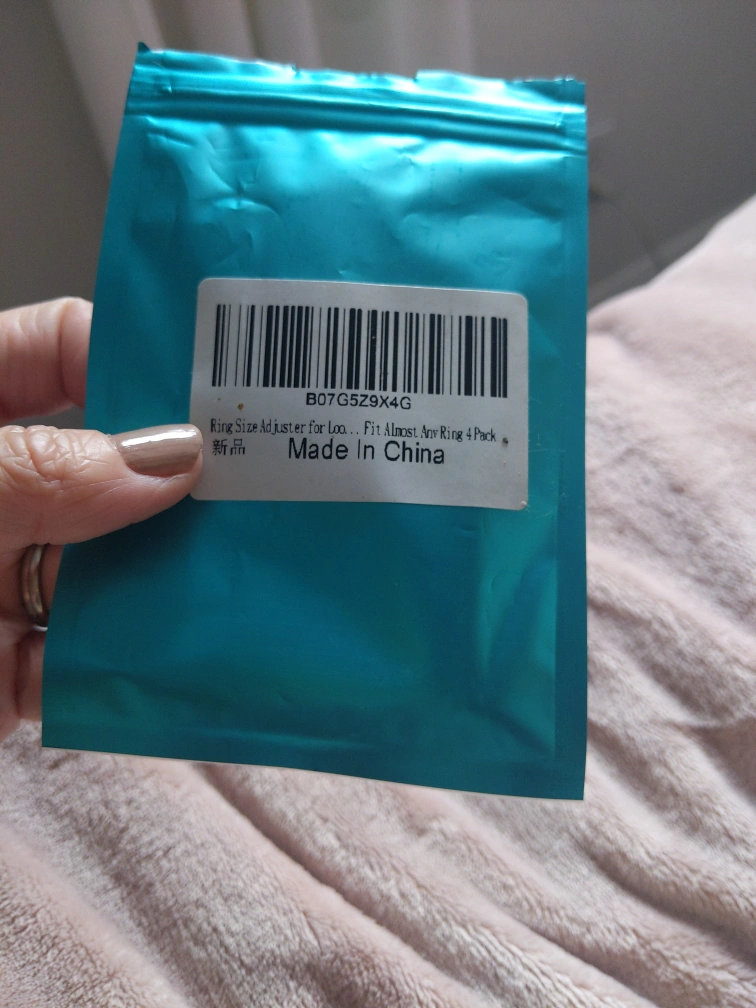 B07G5Z9X4G
Ring Size Adjuster for Loo... Fit Almost Any Ring 4 Pack
新品 Made In China